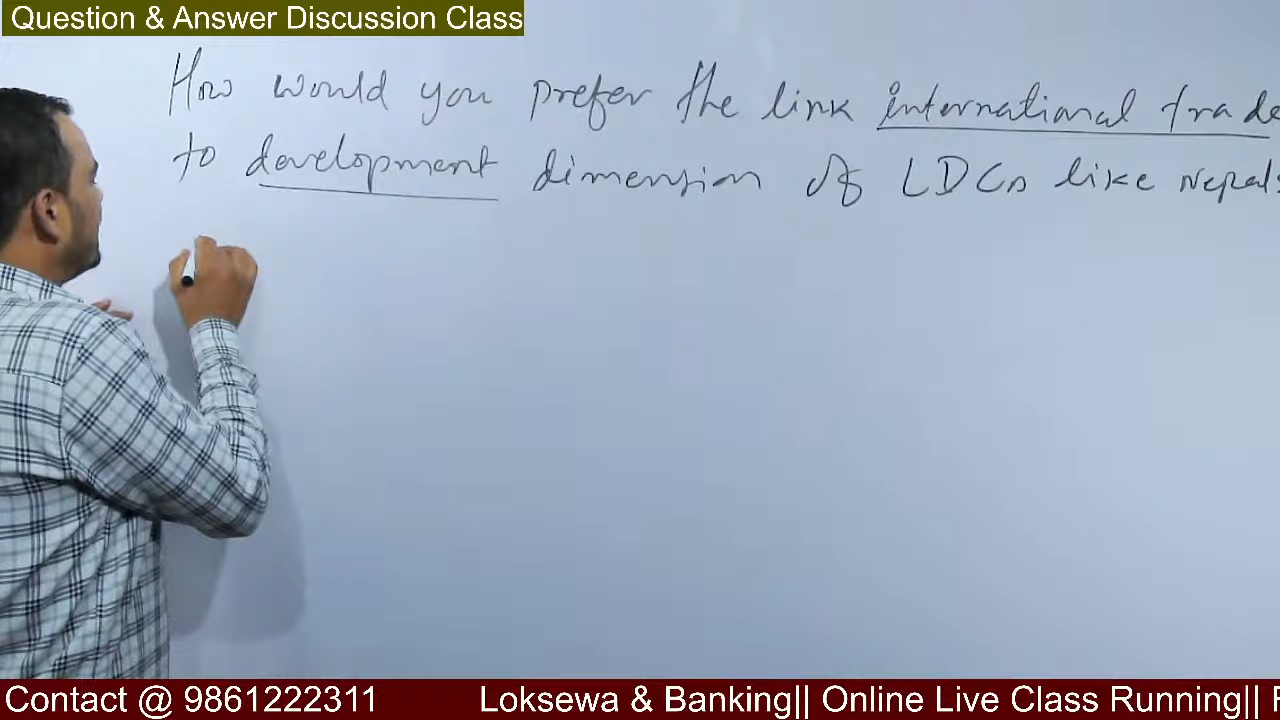 Question & Answer Discussion Class
How would you prefer the link international trade
to development dimension of LDCs like Nepal
Contact @ 9861222311 Loksewa & Banking|| Online Live Class Running||